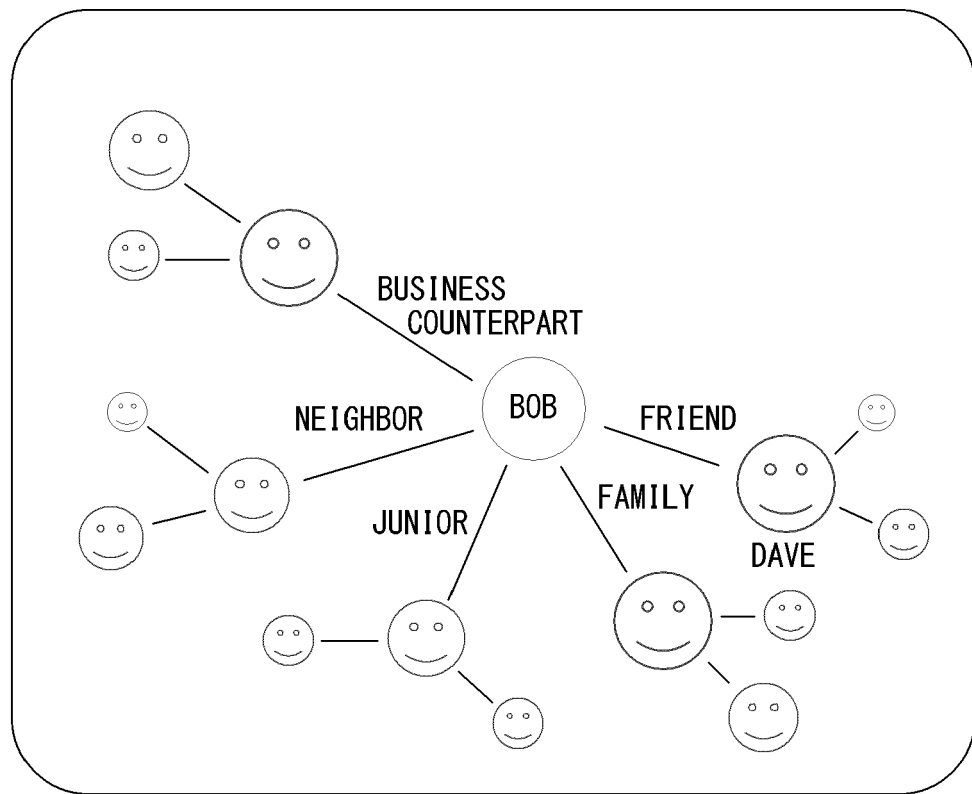 BUSINESS
COUNTERPART
BOB
NEIGHBOR
FRIEND
FAMILY
JUNIOR
DAVE